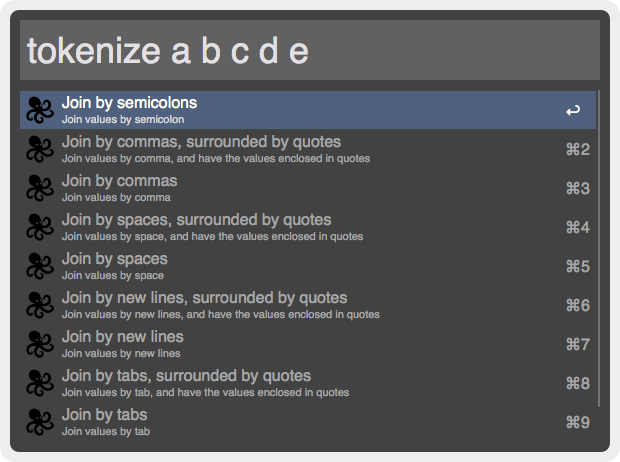 tokenize a b c d e
Join by semicolons
Join values by semicolon
↩
Join by commas, surrounded by quotes
Join values by comma, and have the values enclosed in quotes
⌘2
Join by commas
Join values by comma
⌘3
Join by spaces, surrounded by quotes
Join values by space, and have the values enclosed in quotes
⌘4
Join by spaces
Join values by space
⌘5
Join by new lines, surrounded by quotes
Join values by new lines, and have the values enclosed in quotes
⌘6
Join by new lines
Join values by new lines
⌘7
Join by tabs, surrounded by quotes
Join values by tab, and have the values enclosed in quotes
⌘8
Join by tabs
Join values by tab
⌘9